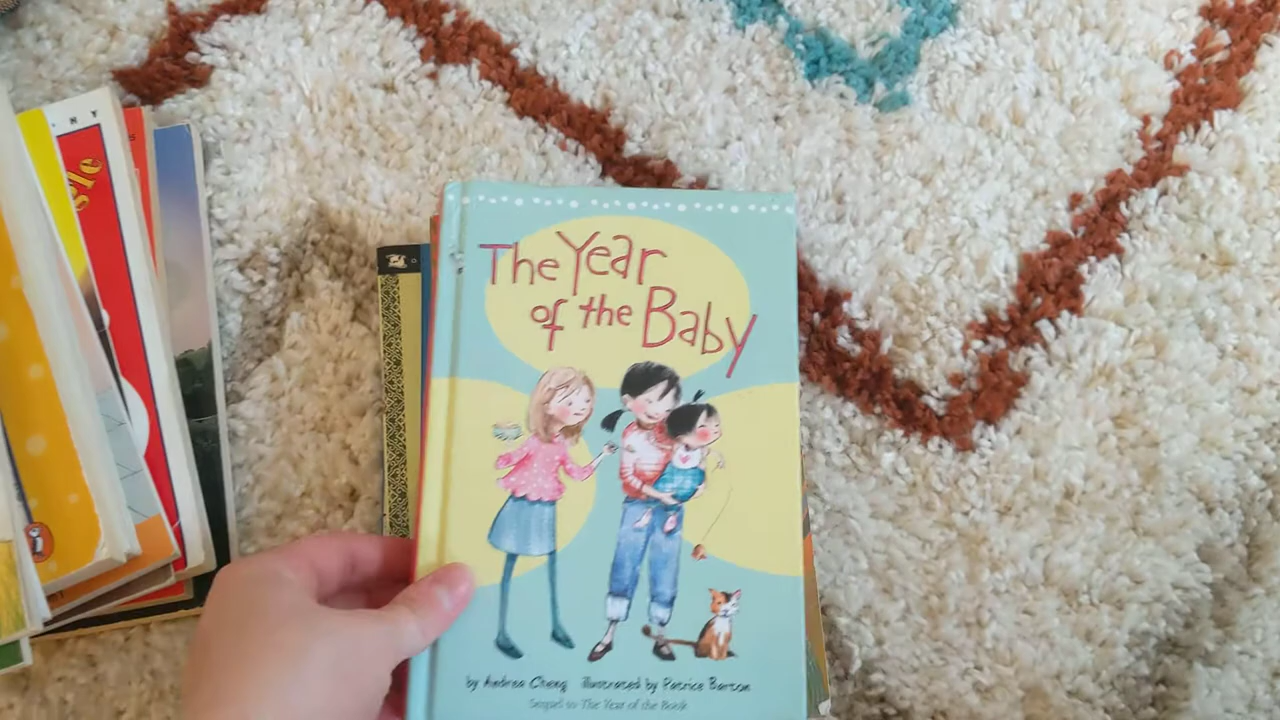 The Year
of the Baby
by Andrea Cheng illustrated by Patrice Barton
Sequel to The Year of the Book
gle
N Y